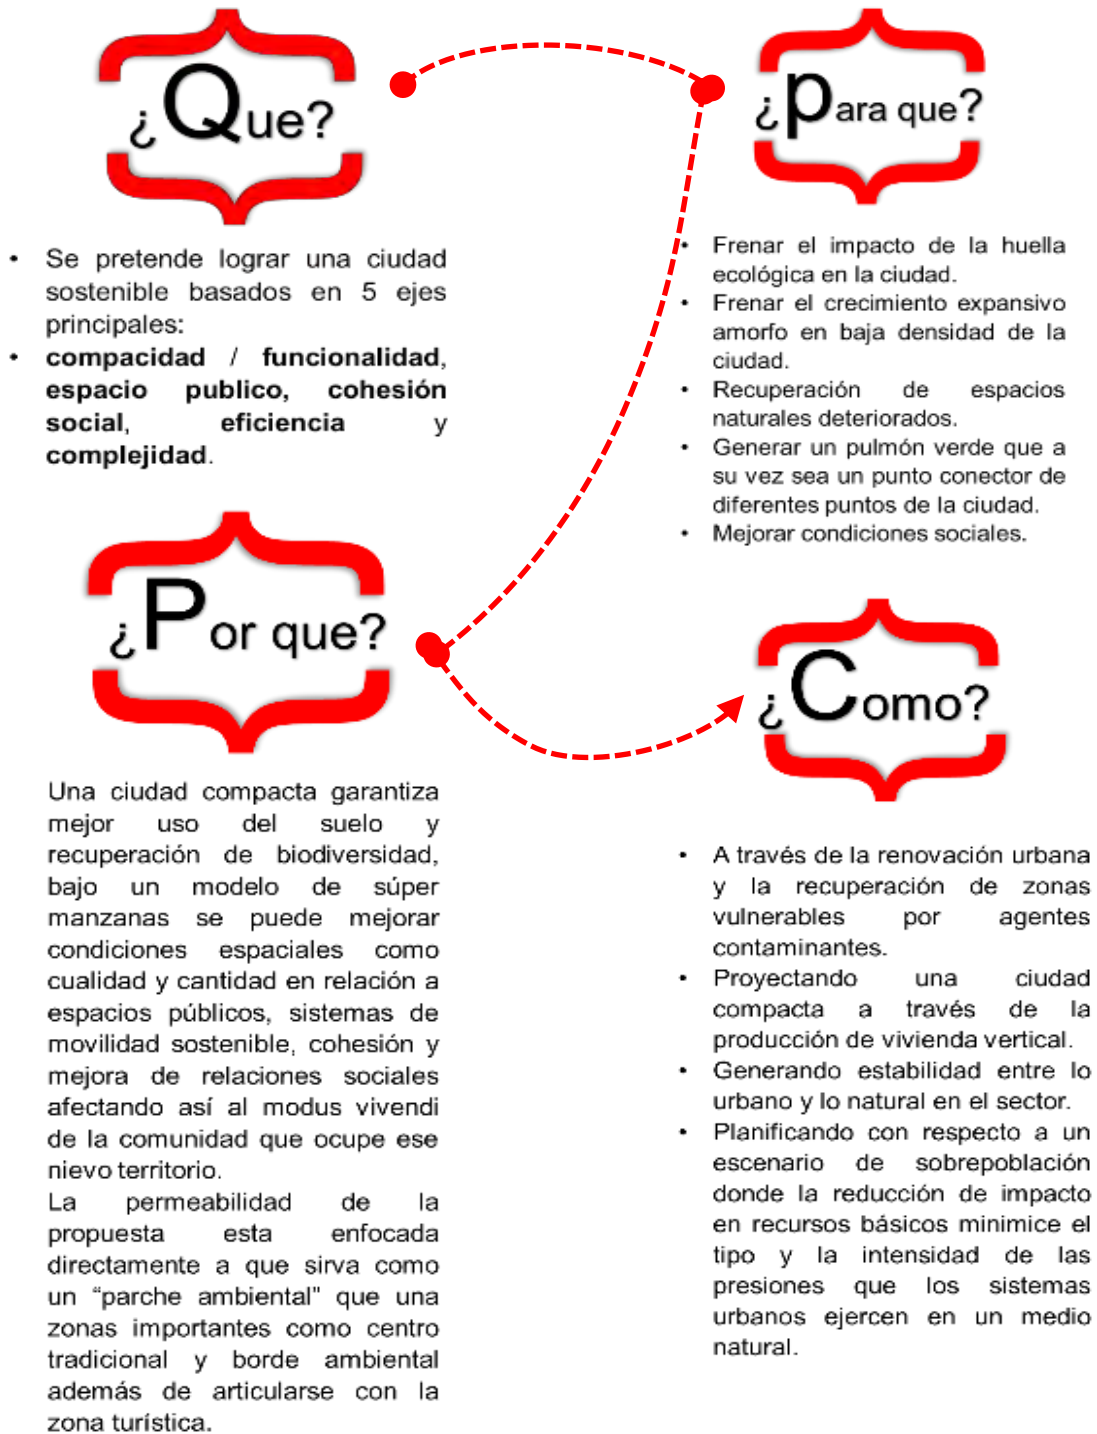 ¿Que?
• Se pretende lograr una ciudad
sostenible basados en 5 ejes
principales:
• compacidad / funcionalidad,
espacio publico, cohesión
social, eficiencia y
complejidad.
¿para que?
• Frenar el impacto de la huella
ecológica en la ciudad.
• Frenar el crecimiento expansivo
amorfo en baja densidad de la
ciudad.
• Recuperación de espacios
naturales deteriorados.
• Generar un pulmón verde que a
su vez sea un punto conector de
diferentes puntos de la ciudad.
• Mejorar condiciones sociales.
¿Por que?
Una ciudad compacta garantiza
mejor uso del suelo y
recuperación de biodiversidad,
bajo un modelo de súper
manzanas se puede mejorar
condiciones espaciales como
cualidad y cantidad en relación a
espacios públicos, sistemas de
movilidad sostenible, cohesión y
mejora de relaciones sociales
afectando así al modus vivendi
de la comunidad que ocupe ese
nievo territorio.
La permeabilidad de la
propuesta esta enfocada
directamente a que sirva como
un “parche ambiental" que una
zonas importantes como centro
tradicional y borde ambiental
además de articularse con la
zona turística.
¿Como?
• A través de la renovación urbana
y la recuperación de zonas
vulnerables por agentes
contaminantes.
• Proyectando una ciudad
compacta a través de la
producción de vivienda vertical.
• Generando estabilidad entre lo
urbano y lo natural en el sector.
• Planificando con respecto a un
escenario de sobrepoblación
donde la reducción de impacto
en recursos básicos minimice el
tipo y la intensidad de las
presiones que los sistemas
urbanos ejercen en un medio
natural.